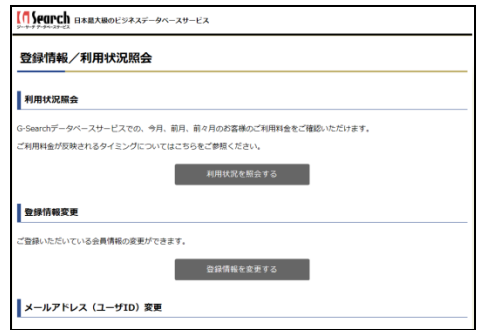 G-Search 日本最大級のビジネスデータベースサービス
ジー・サーチ データベースサービス
登録情報／利用状況照会
利用状況照会
G-Searchデータベースサービスでの、今月、前月、前々月のお客様のご利用料金をご確認いただけます。
ご利用料金が反映されるタイミングについてはこちらをご参照ください。
利用状況を照会する
登録情報変更
ご登録いただいている会員情報の変更ができます。
登録情報を変更する
メールアドレス（ユーザID）変更